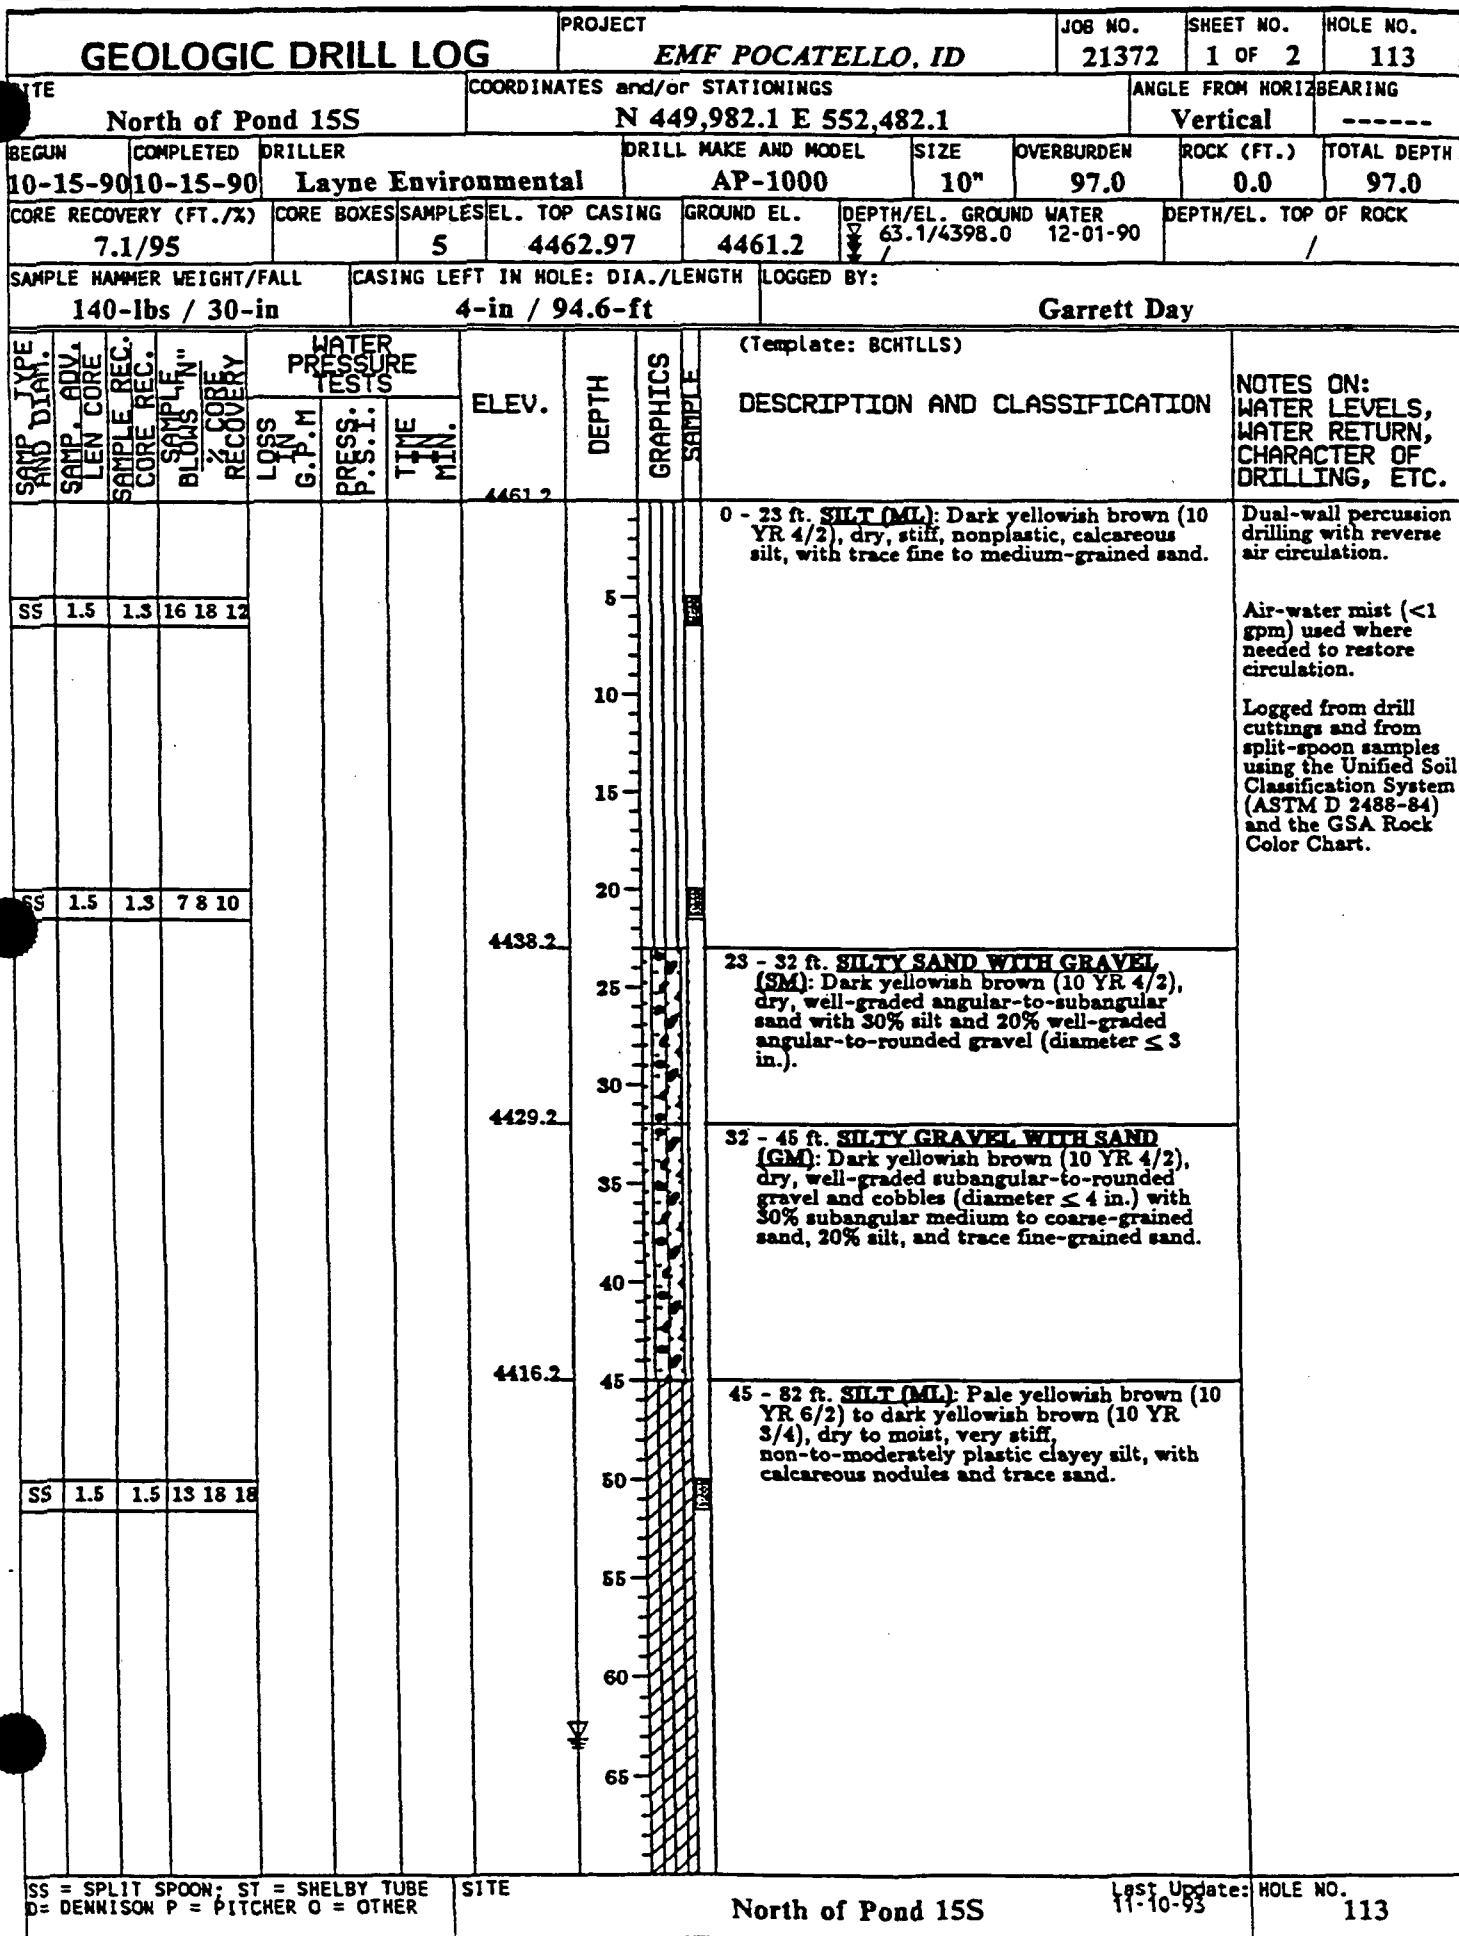 GEOLOGIC DRILL LOG
PROJECT
EMF POCATELLO, ID
JOB NO.
21372
SHEET NO.
1 OF 2
HOLE NO.
113
COORDINATES and/or STATIONINGS
ANGLE FROM HORIZ
BEARING
North of Pond 15S
N 449,982.1 E 552,482.1
Vertical
------
BEGUN
COMPLETED
DRILLER
DRILL MAKE AND MODEL
SIZE
OVERBURDEN
ROCK (FT.)
TOTAL DEPTH
10-15-90
10-15-90
Layne Environmental
AP-1000
10"
97.0
0.0
97.0
CORE RECOVERY (FT./%)
CORE BOXES
SAMPLES
EL. TOP CASING
GROUND EL.
DEPTH/EL. GROUND WATER
DEPTH/EL. TOP OF ROCK
7.1/95
5
4462.97
4461.2
63.1/4398.0 12-01-90
/
/
SAMPLE HAMMER WEIGHT/FALL
CASING LEFT IN HOLE: DIA./LENGTH
LOGGED BY:
140-lbs / 30-in
4-in / 94.6-ft
Garrett Day
SAMP. TYPE
AND DIAM.
SAMP. ADV.
LEN CORE
SAMPLE REC.
CORE REC.
SAMPLE
BLOWS "N"
% CORE
RECOVERY
WATER
PRESSURE
TESTS
LOSS
IN
G.P.M
PRESS.
P.S.I.
TIME
IN
MIN.
ELEV.
DEPTH
GRAPHICS
SAMPLE
(Template: BCHTLLS)
DESCRIPTION AND CLASSIFICATION
NOTES ON:
WATER LEVELS,
WATER RETURN,
CHARACTER OF
DRILLING, ETC.
4461.2
0 - 23 ft. SILT (ML): Dark yellowish brown (10
YR 4/2), dry, stiff, nonplastic, calcareous
silt, with trace fine to medium-grained sand.
Dual-wall percussion
drilling with reverse
air circulation.
5
SS 1.5 1.3 16 18 12
Air-water mist (<1
gpm) used where
needed to restore
circulation.
10
Logged from drill
cuttings and from
split-spoon samples
using the Unified Soil
Classification System
(ASTM D 2488-84)
and the GSA Rock
Color Chart.
15
20
SS 1.5 1.3 7 8 10
4438.2
23 - 32 ft. SILTY SAND WITH GRAVEL
(SM): Dark yellowish brown (10 YR 4/2),
dry, well-graded angular-to-subangular
sand with 30% silt and 20% well-graded
angular-to-rounded gravel (diameter ≤ 3
in.).
25
30
4429.2
32 - 45 ft. SILTY GRAVEL WITH SAND
(GM): Dark yellowish brown (10 YR 4/2),
dry, well-graded subangular-to-rounded
gravel and cobbles (diameter ≤ 4 in.) with
30% subangular medium to coarse-grained
sand, 20% silt, and trace fine-grained sand.
35
40
4416.2
45
45 - 82 ft. SILT (ML): Pale yellowish brown (10
YR 6/2) to dark yellowish brown (10 YR
3/4), dry to moist, very stiff,
non-to-moderately plastic clayey silt, with
calcareous nodules and trace sand.
50
SS 1.5 1.5 13 18 18
55
60
65
SS = SPLIT SPOON; ST = SHELBY TUBE
D= DENNISON P = PITCHER O = OTHER
SITE
North of Pond 15S
Last Update:
11-10-93
HOLE NO.
113